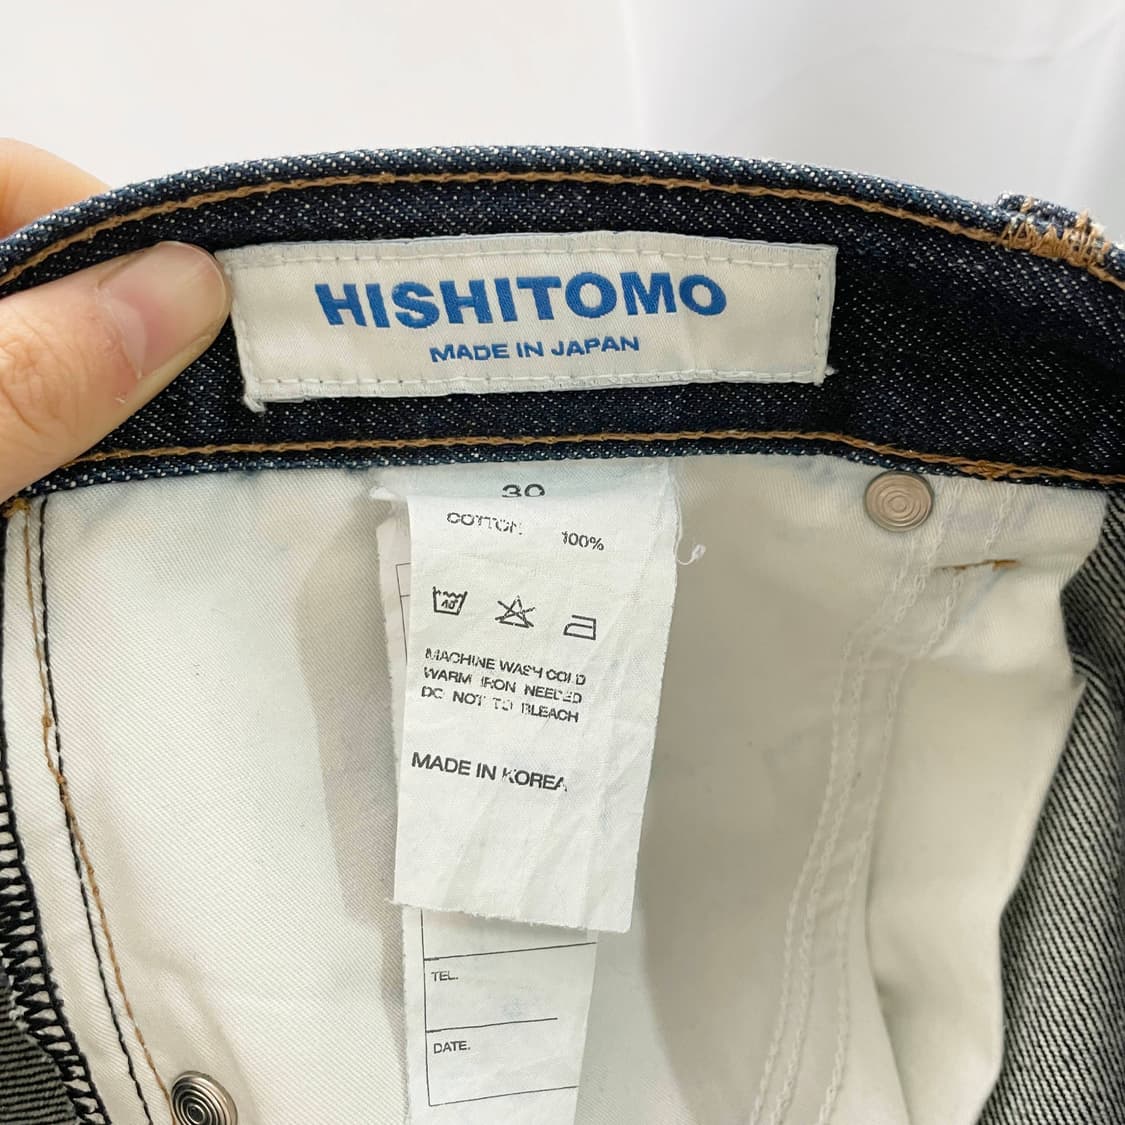 HISHITOMO
MADE IN JAPAN
30
COTTON 100%
40
MACHINE WASH COLD
WARM IRON NEEDED
DO NOT TO BLEACH
MADE IN KOREA
TEL.
DATE.